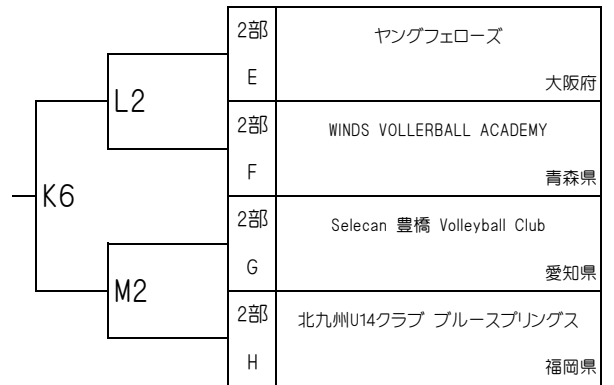 2部
ヤングフェローズ
E
大阪府
L2
2部
WINDS VOLLERBALL ACADEMY
F
青森県
K6
2部
Selecan 豊橋 Volleyball Club
G
愛知県
M2
2部
北九州U14クラブ ブルースプリングス
H
福岡県